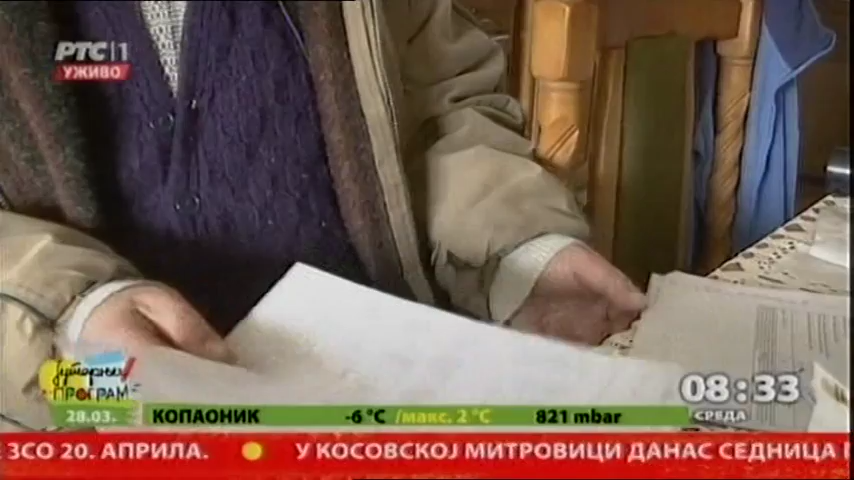 РТС|1
УЖИВО
Јутарњи
ПРОГРАМ
08:33
28.03. КОПАОНИК -6 °C /макс. 2 °C 821 mbar СРЕДА
ЗСО 20. АПРИЛА. У КОСОВСКОЈ МИТРОВИЦИ ДАНАС СЕДНИЦА